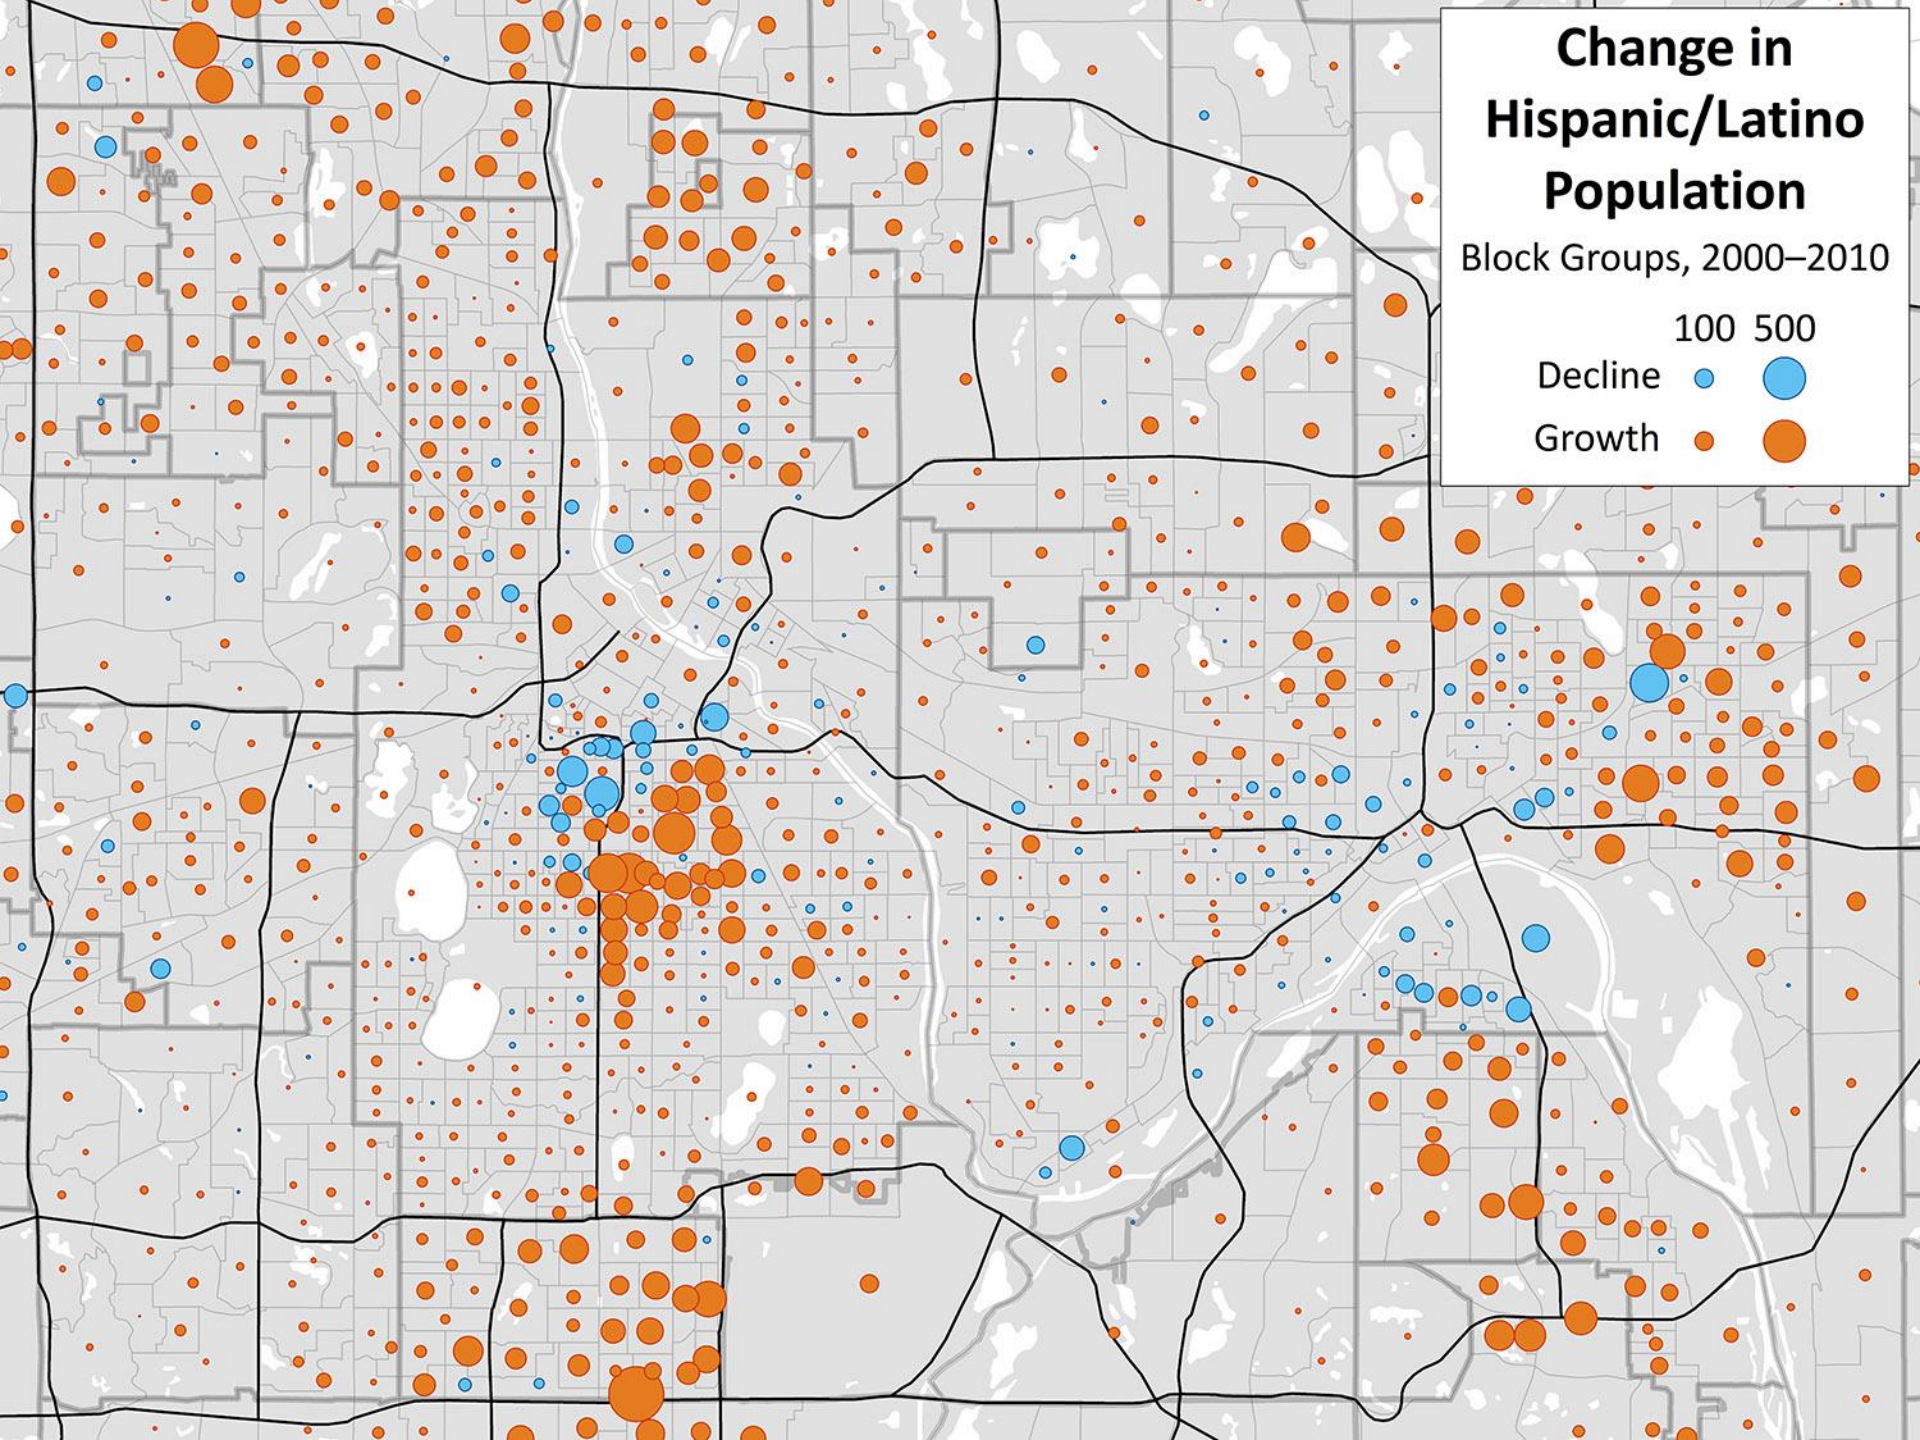 Change in
Hispanic/Latino
Population
Block Groups, 2000–2010
100 500
Decline
Growth